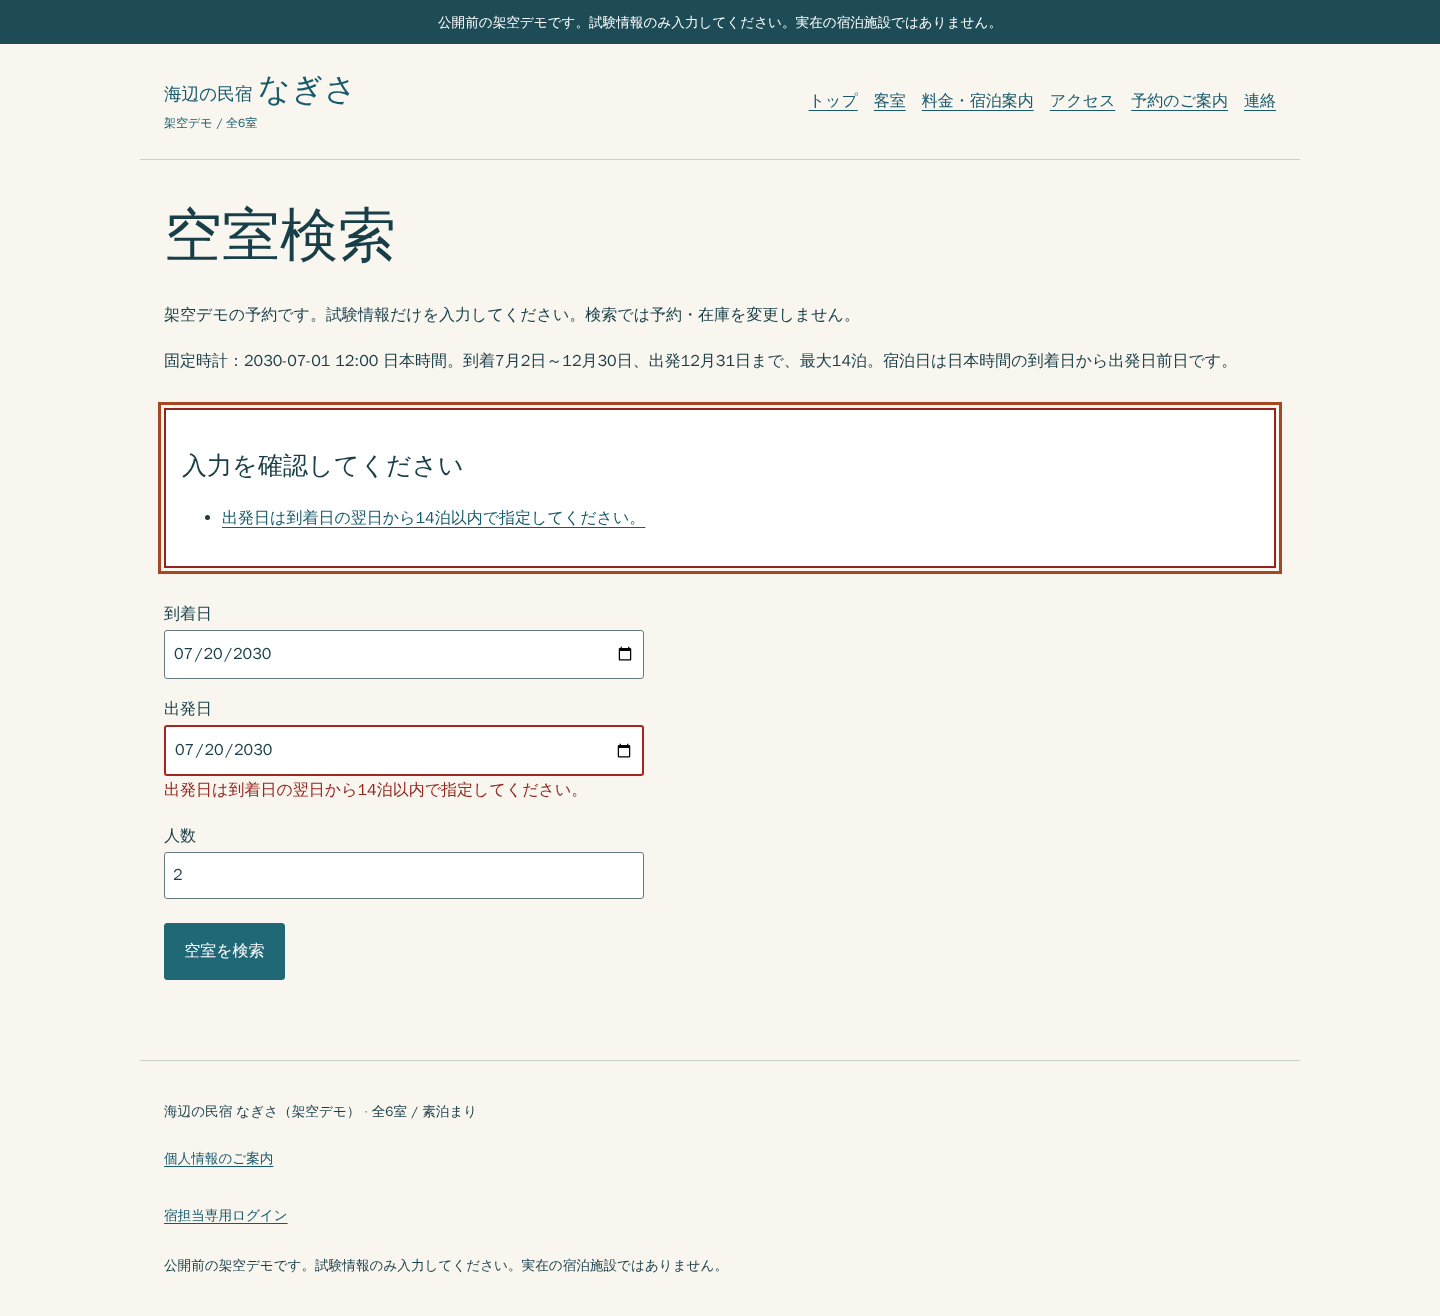 公開前の架空デモです。試験情報のみ入力してください。実在の宿泊施設ではありません。
海辺の民宿 なぎさ
架空デモ / 全6室
トップ 客室 料金・宿泊案内 アクセス 予約のご案内 連絡
空室検索
架空デモの予約です。試験情報だけを入力してください。検索では予約・在庫を変更しません。
固定時計：2030-07-01 12:00 日本時間。到着7月2日～12月30日、出発12月31日まで、最大14泊。宿泊日は日本時間の到着日から出発日前日です。
入力を確認してください
出発日は到着日の翌日から14泊以内で指定してください。
到着日
07/20/2030
出発日
07/20/2030
出発日は到着日の翌日から14泊以内で指定してください。
人数
2
空室を検索
海辺の民宿 なぎさ（架空デモ） · 全6室 / 素泊まり
個人情報のご案内
宿担当専用ログイン
公開前の架空デモです。試験情報のみ入力してください。実在の宿泊施設ではありません。